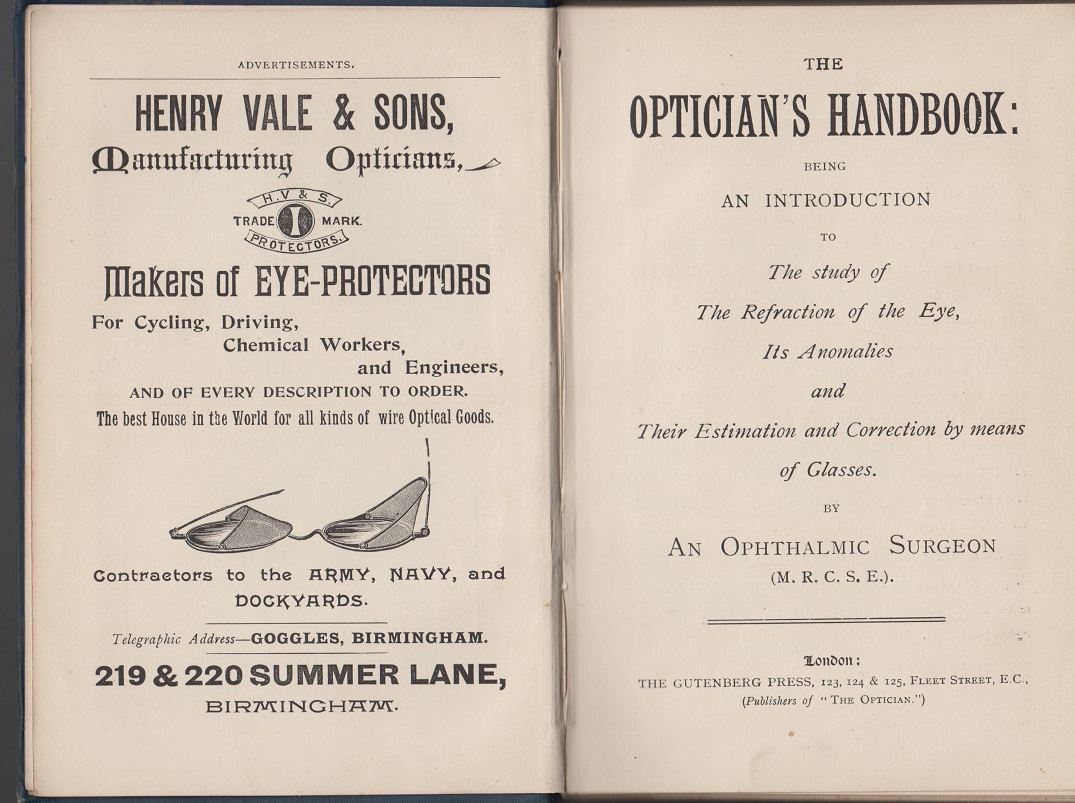 ADVERTISEMENTS.
HENRY VALE & SONS,
Manufacturing Opticians,
H.V & S.
TRADE MARK.
PROTECTORS.
Makers of EYE-PROTECTORS
For Cycling, Driving,
Chemical Workers,
and Engineers,
AND OF EVERY DESCRIPTION TO ORDER.
The best House in the World for all kinds of wire Optical Goods.
Contractors to the ARMY, NAVY, and
DOCKYARDS.
Telegraphic Address—GOGGLES, BIRMINGHAM.
219 & 220 SUMMER LANE,
BIRMINGHAM.
THE
OPTICIAN'S HANDBOOK:
BEING
AN INTRODUCTION
TO
The study of
The Refraction of the Eye,
Its Anomalies
and
Their Estimation and Correction by means
of Glasses.
BY
AN OPHTHALMIC SURGEON
(M. R. C. S. E.).
London:
THE GUTENBERG PRESS, 123, 124 & 125, FLEET STREET, E.C.,
(Publishers of "THE OPTICIAN.")